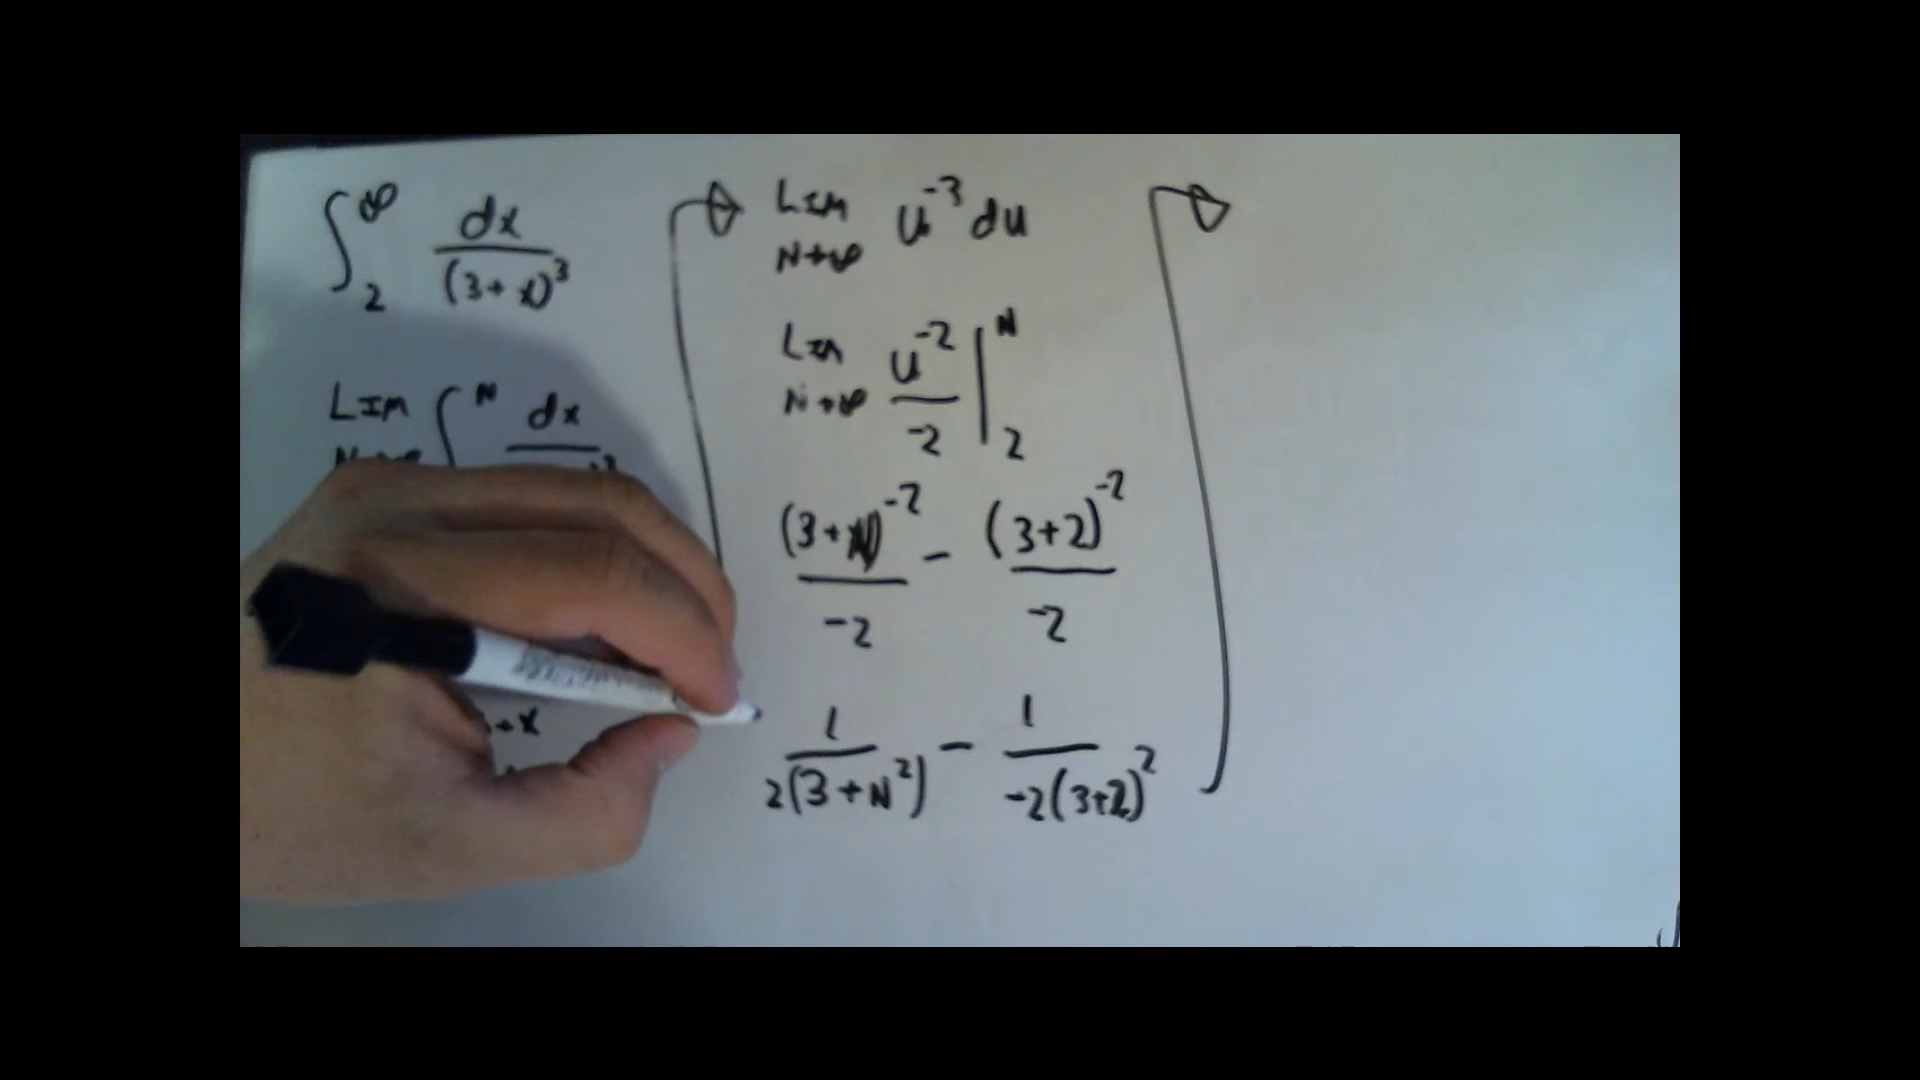 ∫₂^∞ dx/(3+x)³
LIM N→∞ ∫^N dx/
+x
LIM N→∞ u⁻³ du
LIM N→∞ u⁻²/-2 |₂^N
(3+N)⁻²/-2 - (3+2)⁻²/-2
1/2(3+N²) - 1/-2(3+2)²